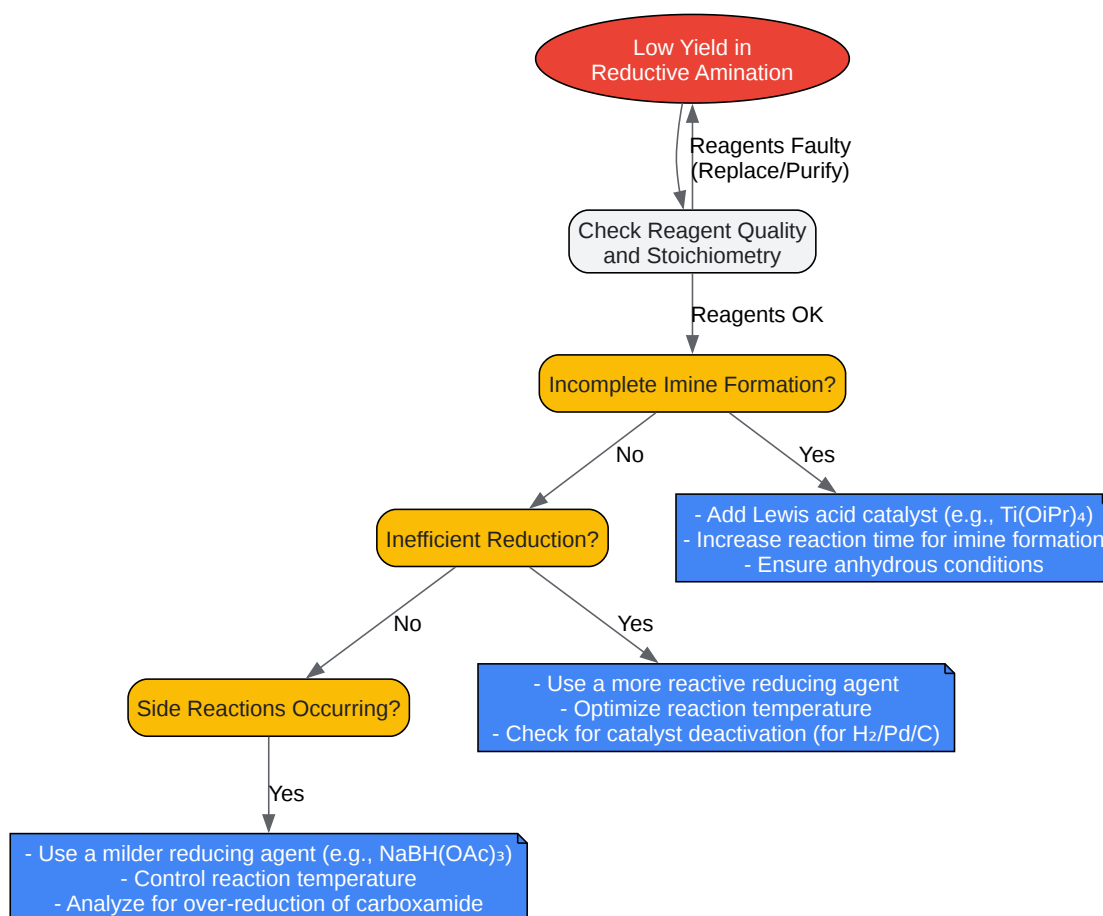 Low Yield in
Reductive Amination
Reagents Faulty
(Replace/Purify)
Check Reagent Quality
and Stoichiometry
Reagents OK
Incomplete Imine Formation?
No
Yes
- Add Lewis acid catalyst (e.g., Ti(OiPr)₄)
- Increase reaction time for imine formation
- Ensure anhydrous conditions
Inefficient Reduction?
No
Yes
- Use a more reactive reducing agent
- Optimize reaction temperature
- Check for catalyst deactivation (for H₂/Pd/C)
Side Reactions Occurring?
Yes
- Use a milder reducing agent (e.g., NaBH(OAc)₃)
- Control reaction temperature
- Analyze for over-reduction of carboxamide